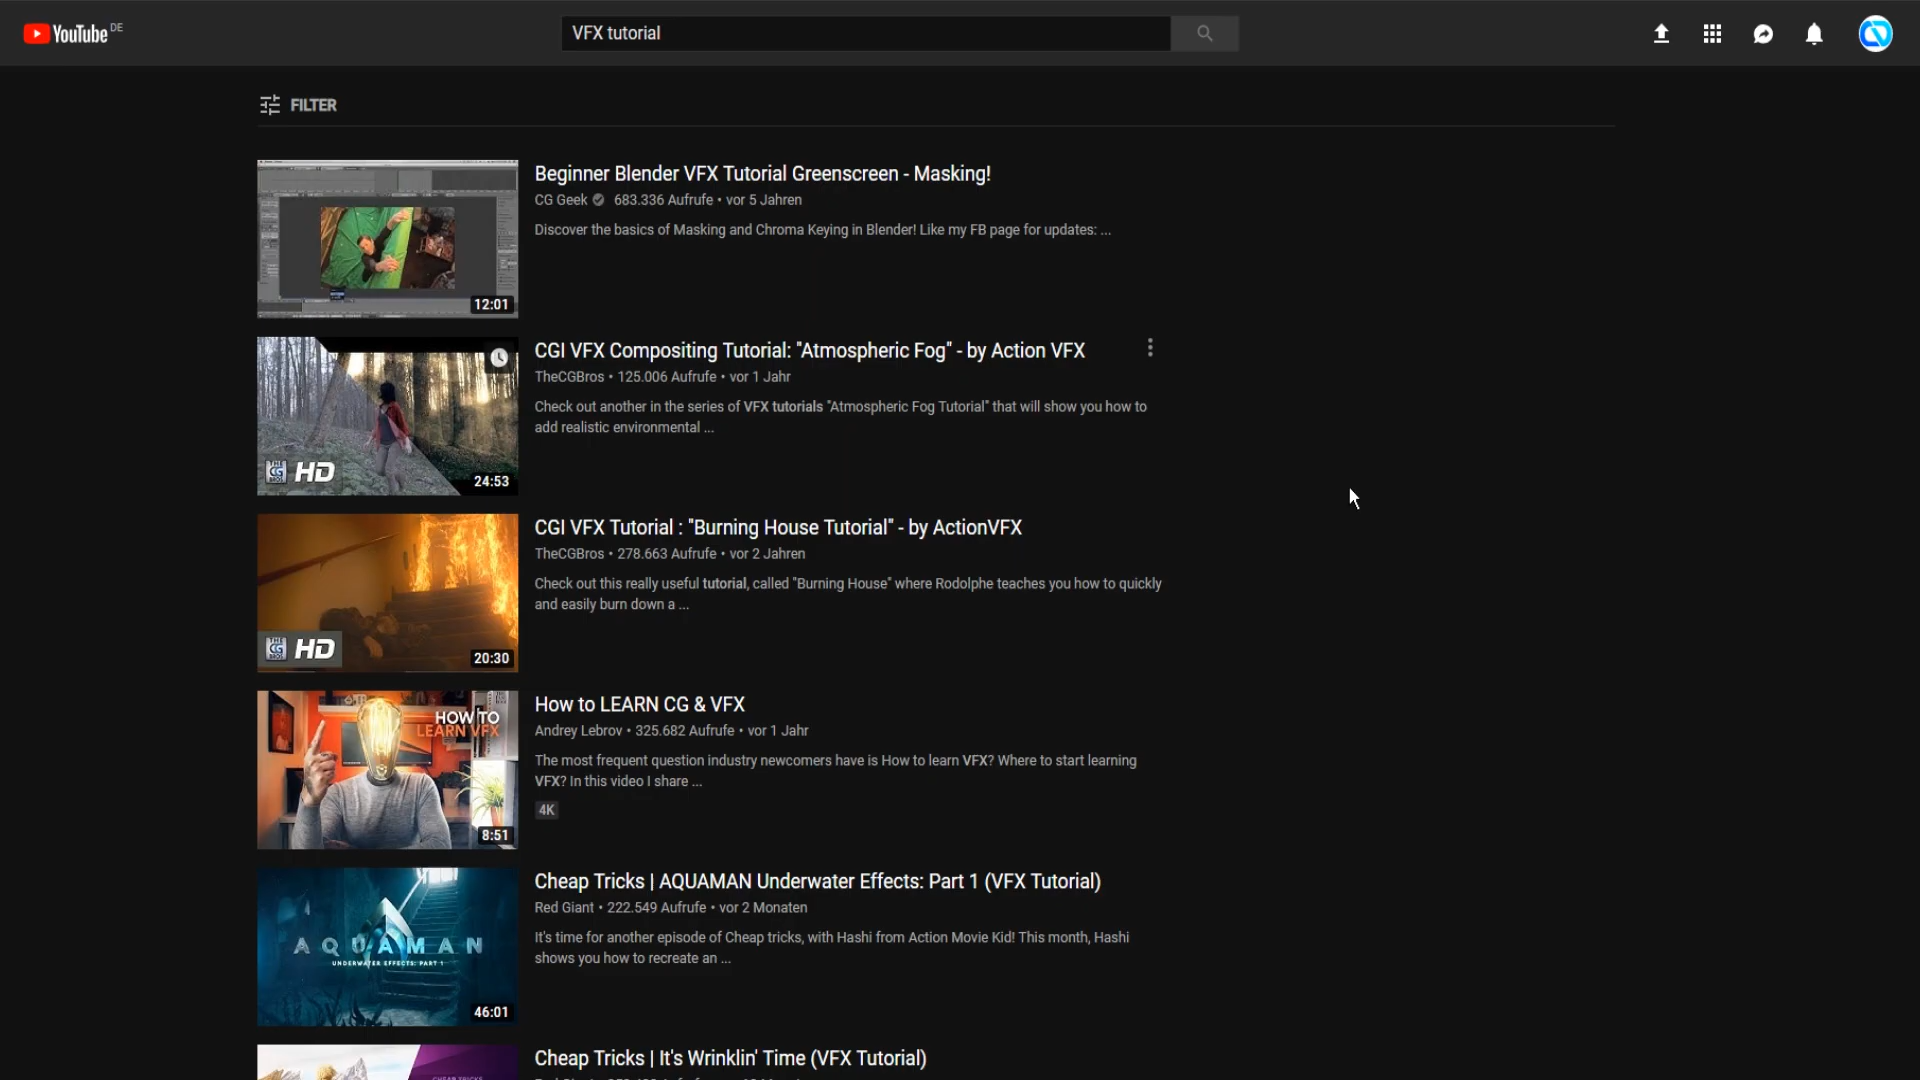 YouTube DE
VFX tutorial
FILTER
12:01
Beginner Blender VFX Tutorial Greenscreen - Masking!
CG Geek 683.336 Aufrufe • vor 5 Jahren
Discover the basics of Masking and Chroma Keying in Blender! Like my FB page for updates: ...
THE CG BROS HD
24:53
CGI VFX Compositing Tutorial: "Atmospheric Fog" - by Action VFX
TheCGBros • 125.006 Aufrufe • vor 1 Jahr
Check out another in the series of VFX tutorials "Atmospheric Fog Tutorial" that will show you how to
add realistic environmental ...
THE CG BROS HD
20:30
CGI VFX Tutorial : "Burning House Tutorial" - by ActionVFX
TheCGBros • 278.663 Aufrufe • vor 2 Jahren
Check out this really useful tutorial, called "Burning House" where Rodolphe teaches you how to quickly
and easily burn down a ...
HOW TO
LEARN VFX
8:51
How to LEARN CG & VFX
Andrey Lebrov • 325.682 Aufrufe • vor 1 Jahr
The most frequent question industry newcomers have is How to learn VFX? Where to start learning
VFX? In this video I share ...
4K
AQUAMAN
UNDERWATER EFFECTS: PART 1
46:01
Cheap Tricks | AQUAMAN Underwater Effects: Part 1 (VFX Tutorial)
Red Giant • 222.549 Aufrufe • vor 2 Monaten
It's time for another episode of Cheap tricks, with Hashi from Action Movie Kid! This month, Hashi
shows you how to recreate an ...
CHEAP TRICKS
Cheap Tricks | It's Wrinklin' Time (VFX Tutorial)